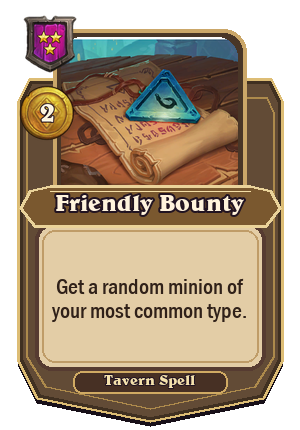 2
Friendly Bounty
Get a random minion of
your most common type.
Tavern Spell